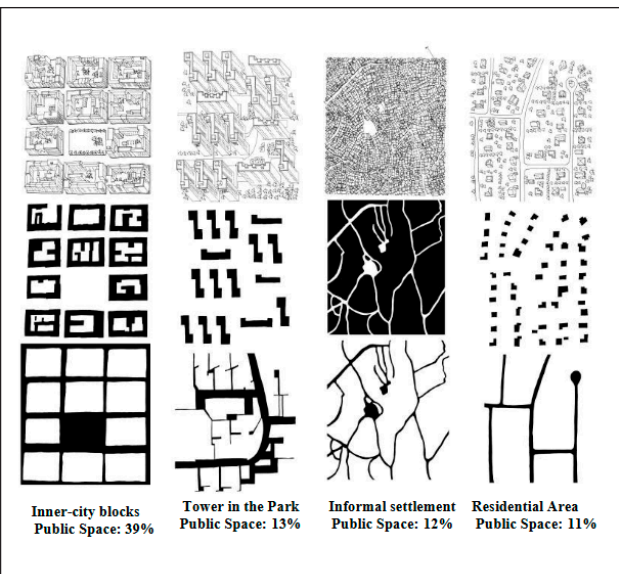 Inner-city blocks
Public Space: 39%
Tower in the Park
Public Space: 13%
Informal settlement
Public Space: 12%
Residential Area
Public Space: 11%